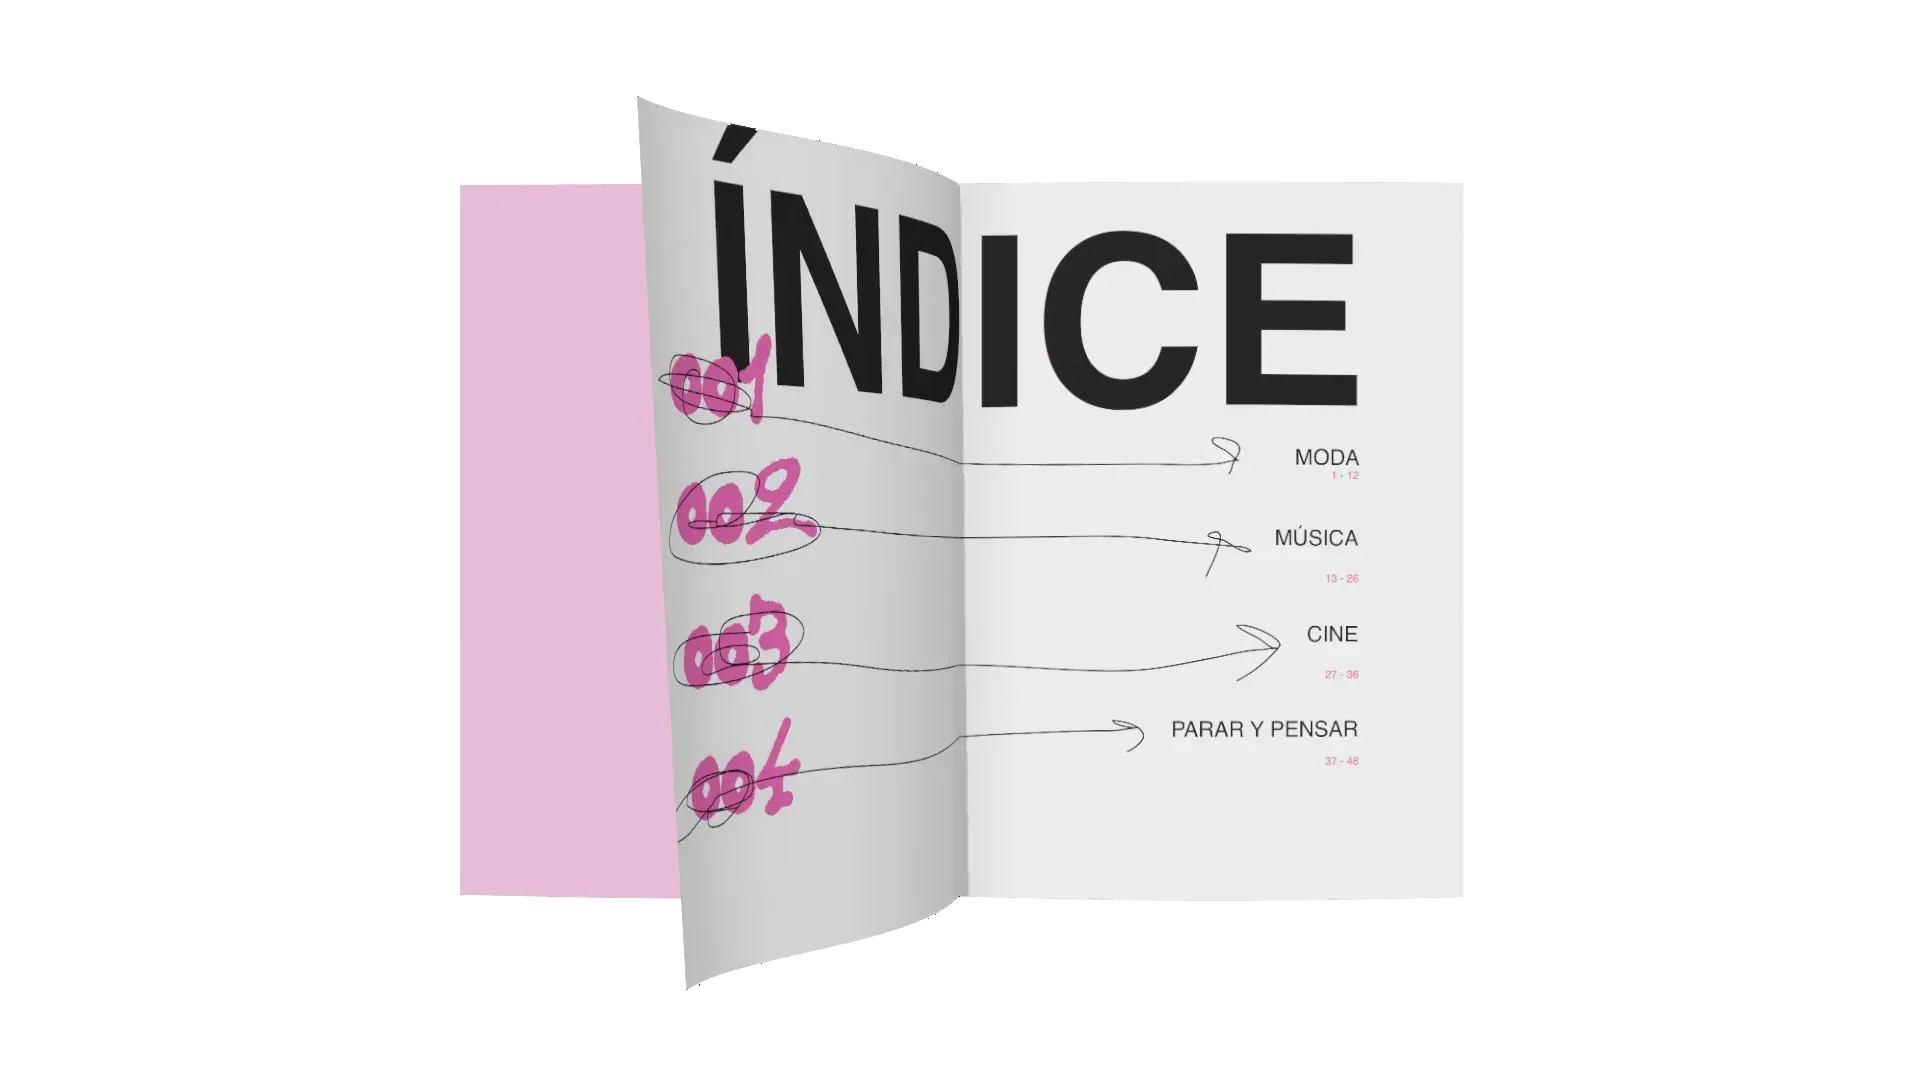 ÍNDICE
001
MODA
1 - 12
002
MÚSICA
13 - 26
003
CINE
27 - 36
004
PARAR Y PENSAR
37 - 48